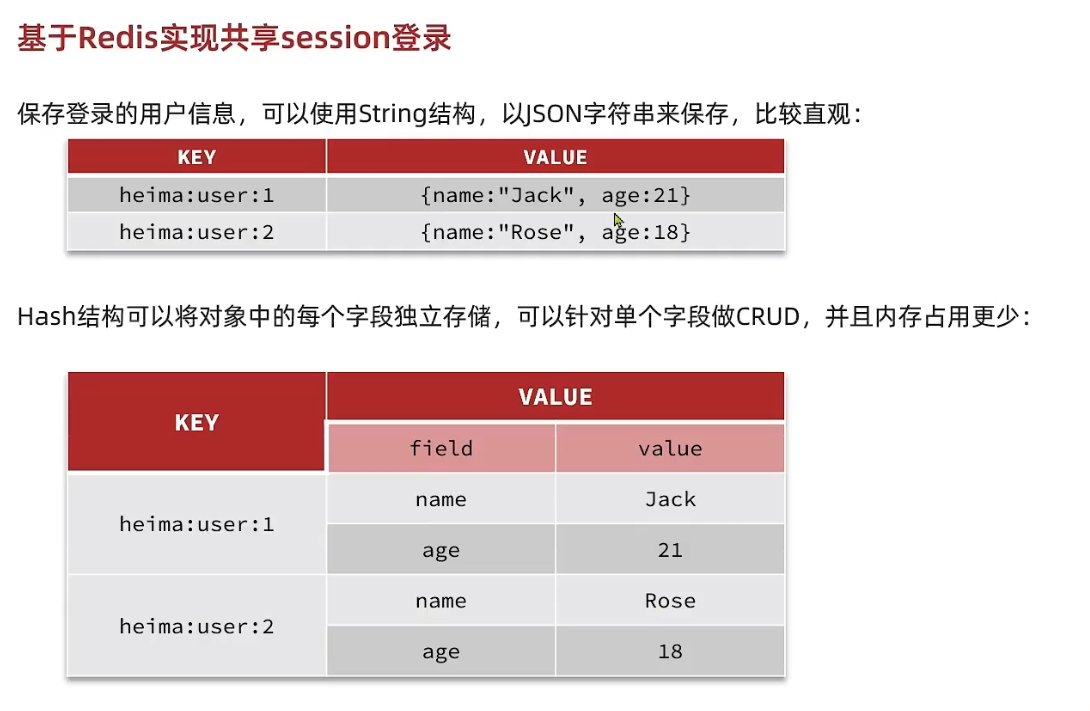 基于Redis实现共享session登录
保存登录的用户信息，可以使用String结构，以JSON字符串来保存，比较直观：
KEY VALUE
heima:user:1 {name:"Jack", age:21}
heima:user:2 {name:"Rose", age:18}
Hash结构可以将对象中的每个字段独立存储，可以针对单个字段做CRUD，并且内存占用更少：
KEY VALUE
field value
heima:user:1 name Jack
age 21
heima:user:2 name Rose
age 18